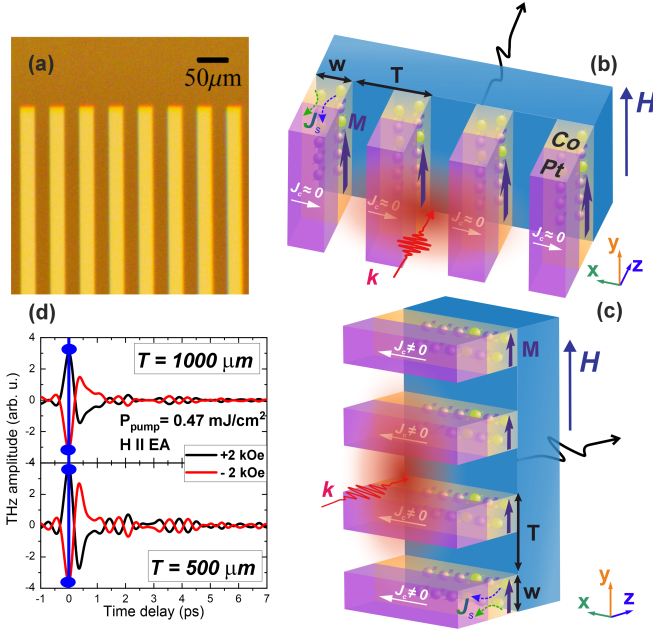 (a)
50μm
(b)
w
T
H
J_s
M
Co
Pt
J_c≈0
J_c≈0
J_c≈0
J_c≈0
k
y
x
z
(d)
4
2
0
-2
-4
4
2
0
-2
-4
THz amplitude (arb. u.)
T = 1000 μm
P_pump= 0.47 mJ/cm²
H II EA
+2 kOe
- 2 kOe
T = 500 μm
-1 0 1 2 3 4 5 6 7
Time delay (ps)
(c)
J_c≠0
M
H
J_c≠0
k
J_c≠0
T
J_c≠0
w
J_s
y
x
z